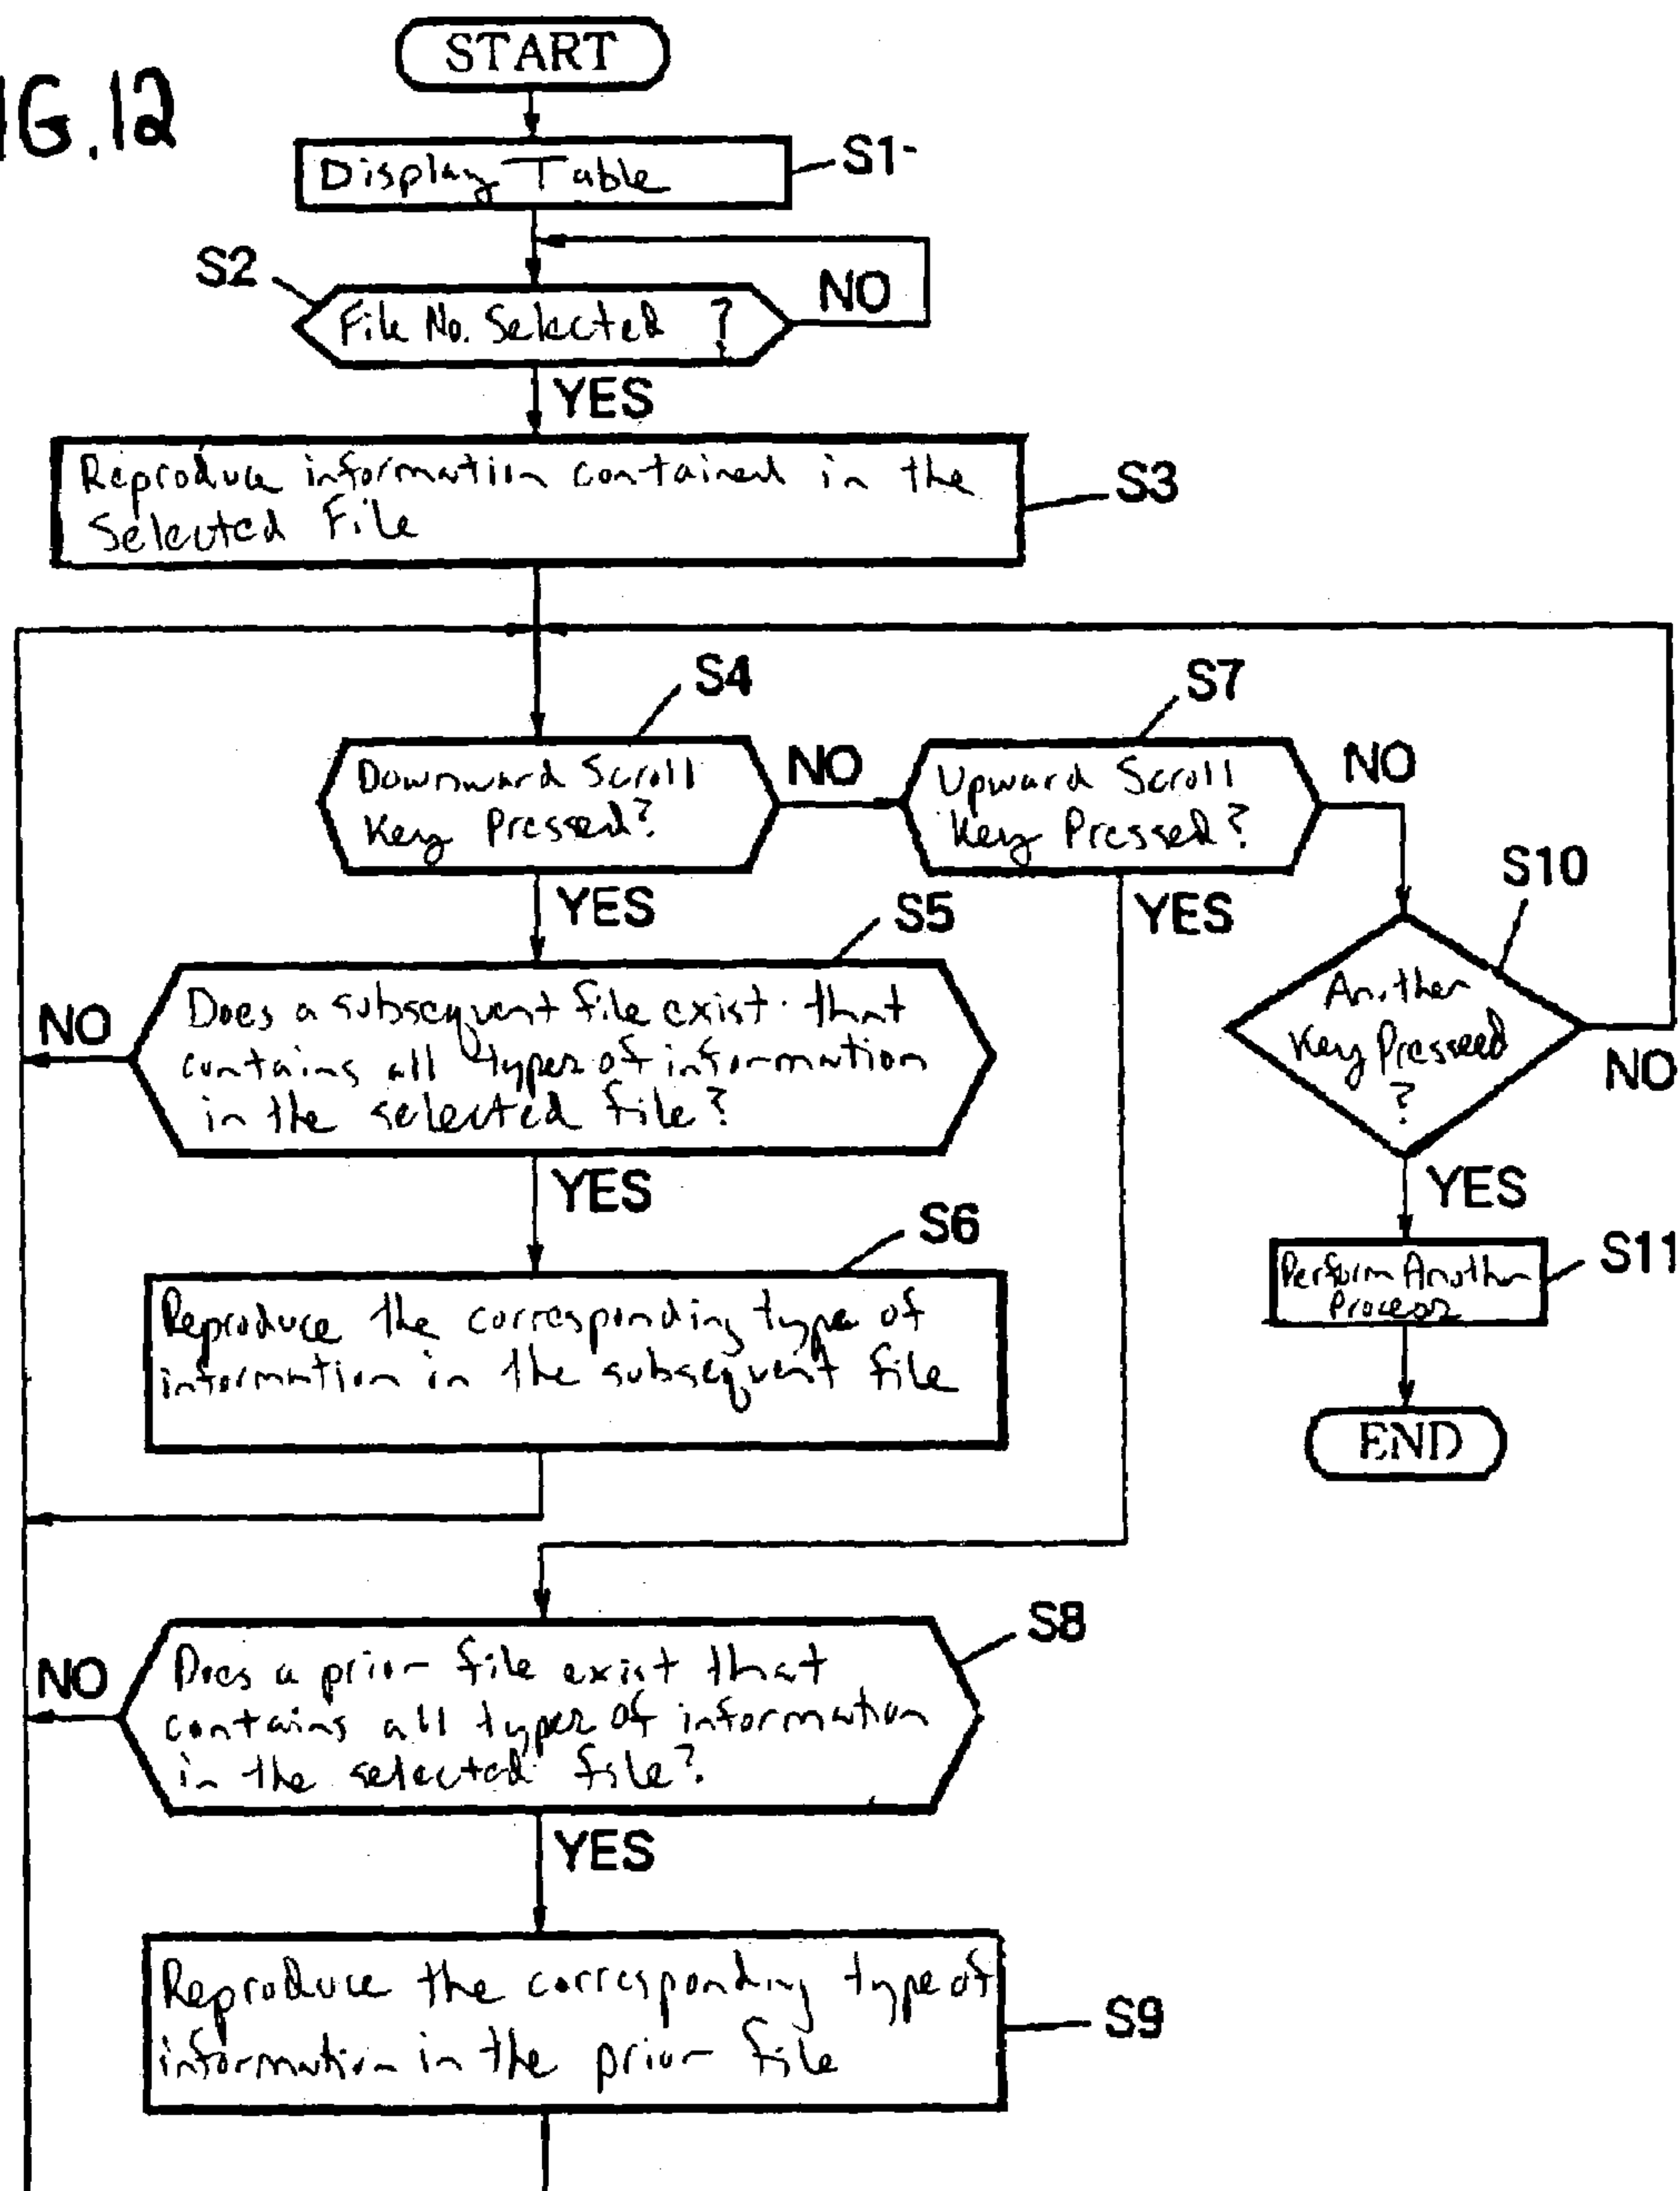 IG.12
START
Display Table
S1-
S2
File No. Selected ?
NO
YES
Reproduce information contained in the
Selected File
S3
S4
Downward Scroll
Key Pressed?
NO
S7
Upward Scroll
Key Pressed?
NO
YES
YES
S10
Another
Key Presseed
?
NO
YES
S11
Perform Another
Process
END
S5
Does a subsequent file exist that
contains all types of information
in the selected file?
NO
YES
S6
Reproduce the corresponding type of
information in the subsequent file
S8
Does a prior file exist that
contains all types of information
in the selected file?
NO
YES
Reproduce the corresponding type of
information in the prior file
S9